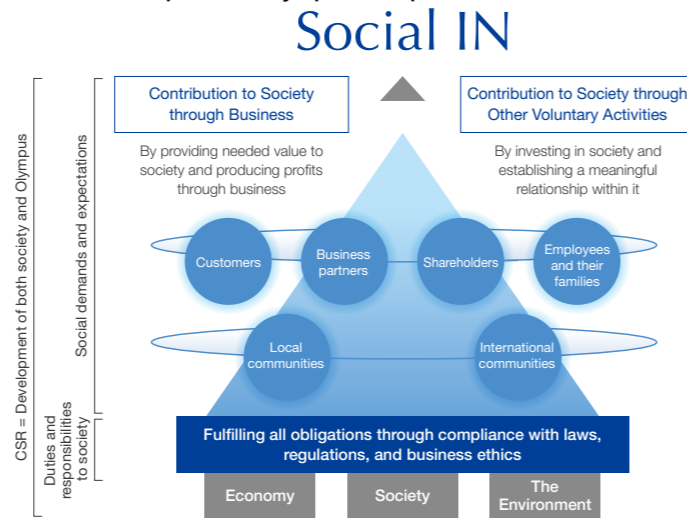 Social IN
Contribution to Society
through Business
By providing needed value to
society and producing profits
through business
Contribution to Society through
Other Voluntary Activities
By investing in society and
establishing a meaningful
relationship within it
CSR = Development of both society and Olympus
Social demands and expectations
Duties and
responsibilities
to society
Customers
Business
partners
Shareholders
Employees
and their
families
Local
communities
International
communities
Fulfilling all obligations through compliance with laws,
regulations, and business ethics
Economy
Society
The
Environment